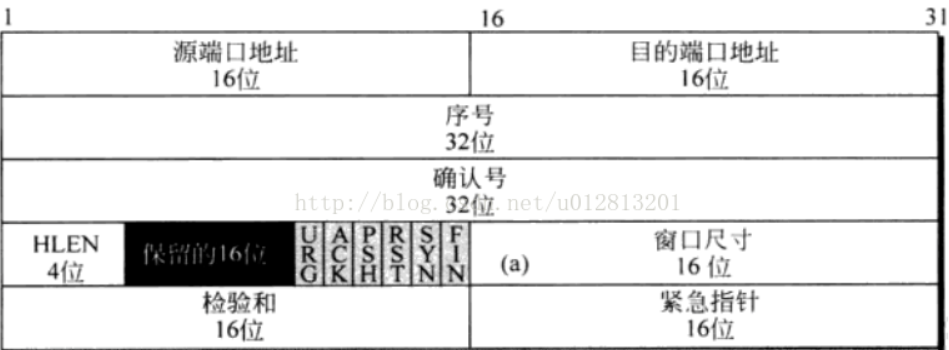 1 16 31
源端口地址 目的端口地址
16位 16位
序号
32位
确认号
32位
http://blog.csdn.net/u012813201
HLEN 保留的16位 URG ACK PSH RST SYN FIN (a) 窗口尺寸
4位 16 位
检验和 紧急指针
16位 16位